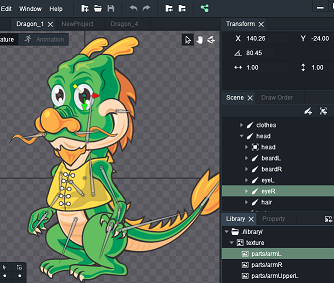 Edit Window Help
Dragon_1 NewProject Dragon_4
ature Animation
Transform
X 140.26 Y -24.00
80.45
1.00 1.00
Scene Draw Order
clothes
head
head
beardL
beardR
eyeL
eyeR
hair
Library Property
./library/
texture
parts/armL
parts/armR
parts/armUpperL